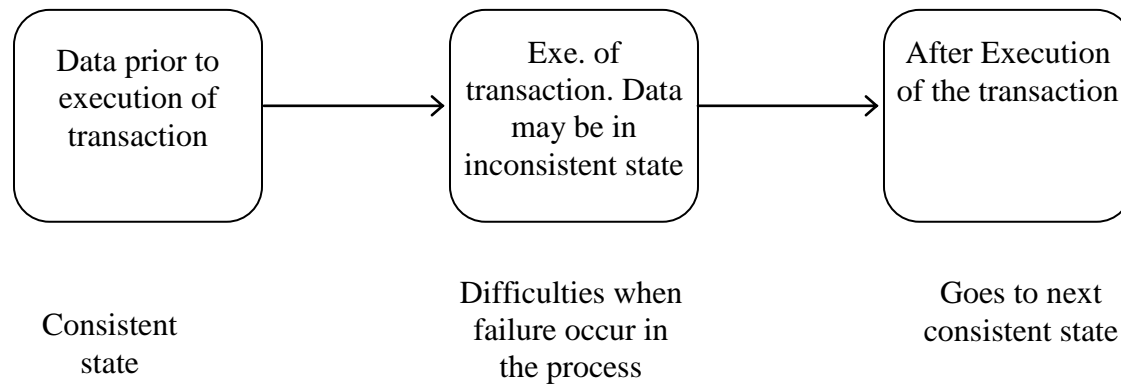 Data prior to
execution of
transaction
Exe. of
transaction. Data
may be in
inconsistent state
After Execution
of the transaction
Consistent
state
Difficulties when
failure occur in
the process
Goes to next
consistent state